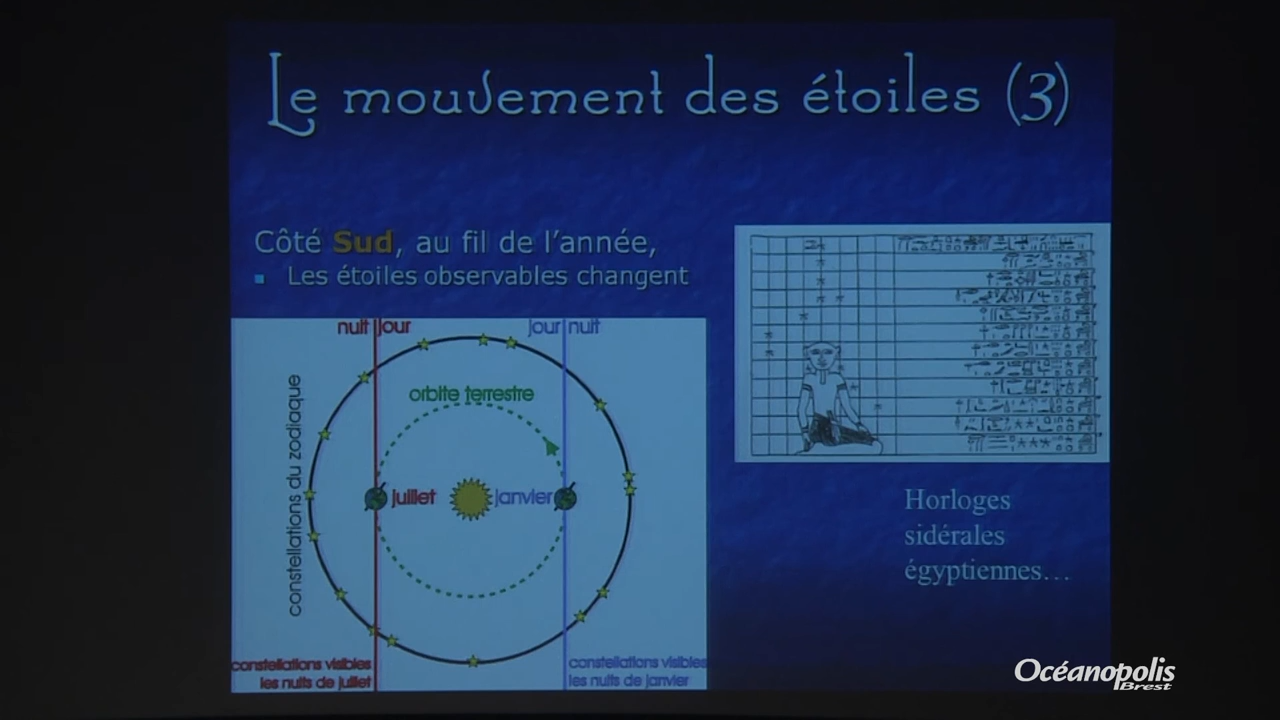 Le mouvement des étoiles (3)
Côté Sud, au fil de l'année,
Les étoiles observables changent
nuit jour
jour nuit
orbite terrestre
constellations du zodiaque
juillet
janvier
constellations visibles
les nuits de juillet
constellations visibles
les nuits de janvier
Horloges
sidérales
égyptiennes...
Océanopolis
Brest